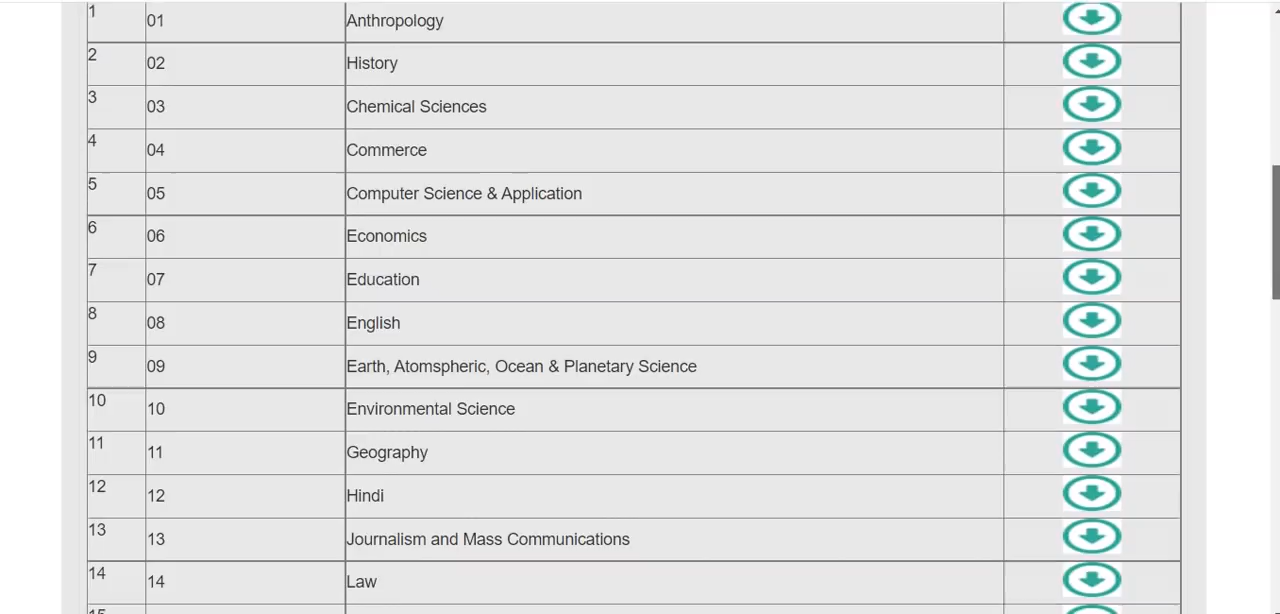 1 01 Anthropology
2 02 History
3 03 Chemical Sciences
4 04 Commerce
5 05 Computer Science & Application
6 06 Economics
7 07 Education
8 08 English
9 09 Earth, Atomspheric, Ocean & Planetary Science
10 10 Environmental Science
11 11 Geography
12 12 Hindi
13 13 Journalism and Mass Communications
14 14 Law
15